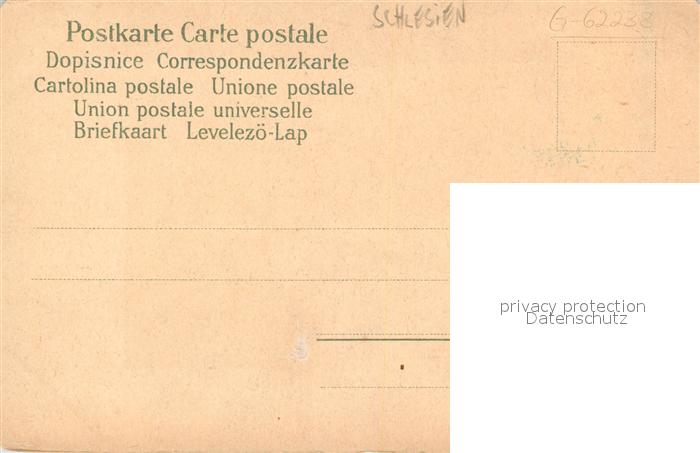 SCHLESIEN G-62238
Postkarte Carte postale
Dopisnice Correspondenzkarte
Cartolina postale Unione postale
Union postale universelle
Briefkaart Levelezö-Lap
privacy protection
Datenschutz